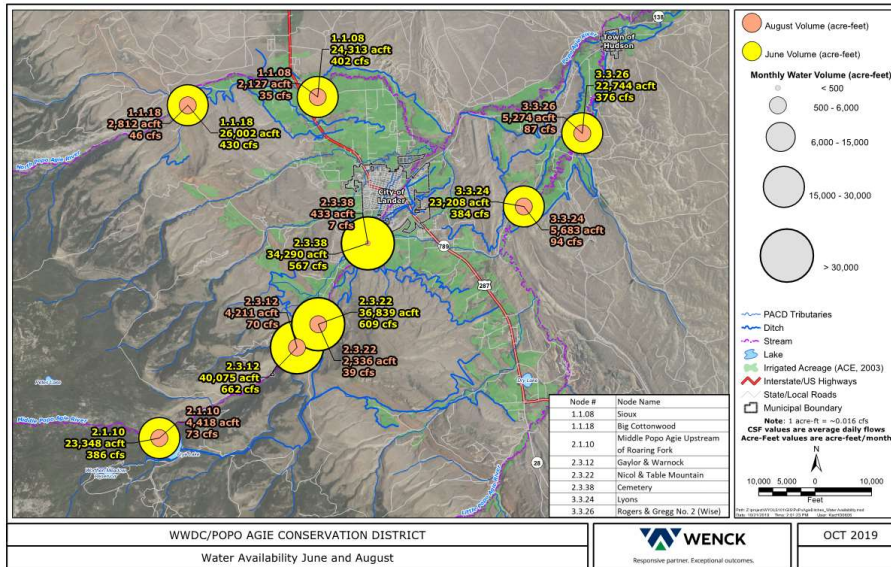 1.1.08
24,313 acft
402 cfs
1.1.08
2,127 acft
35 cfs
1.1.18
2,812 acft
46 cfs
1.1.18
26,002 acft
430 cfs
North Popo Agie River
Popo Agie River
Town of
Hudson
138
3.3.26
22,744 acft
376 cfs
3.3.26
5,274 acft
87 cfs
City of
Lander
3.3.24
23,208 acft
384 cfs
3.3.24
5,683 acft
94 cfs
2.3.38
433 acft
7 cfs
2.3.38
34,290 acft
567 cfs
789
287
2.3.12
4,211 acft
70 cfs
2.3.22
36,839 acft
609 cfs
2.3.22
2,336 acft
39 cfs
2.3.12
40,075 acft
662 cfs
2.1.10
4,418 acft
73 cfs
2.1.10
23,348 acft
386 cfs
Middle Popo Agie River
Little Popo Agie River
28
Node # Node Name
1.1.08 Sioux
1.1.18 Big Cottonwood
2.1.10 Middle Popo Agie Upstream
of Roaring Fork
2.3.12 Gaylor & Warnock
2.3.22 Nicol & Table Mountain
2.3.38 Cemetery
3.3.24 Lyons
3.3.26 Rogers & Gregg No. 2 (Wise)
August Volume (acre-feet)
June Volume (acre-feet)
Monthly Water Volume (acre-feet)
< 500
500 - 6,000
6,000 - 15,000
15,000 - 30,000
> 30,000
PACD Tributaries
Ditch
Stream
Lake
Irrigated Acreage (ACE, 2003)
Interstate/US Highways
State/Local Roads
Municipal Boundary
Note: 1 acre-ft = ~0.016 cfs
CSF values are average daily flows
Acre-Feet values are acre-feet/month
N
10,000 5,000 0 10,000
Feet
WWDC/POPO AGIE CONSERVATION DISTRICT
Water Availability June and August
WENCK
Responsive partner. Exceptional outcomes.
OCT 2019